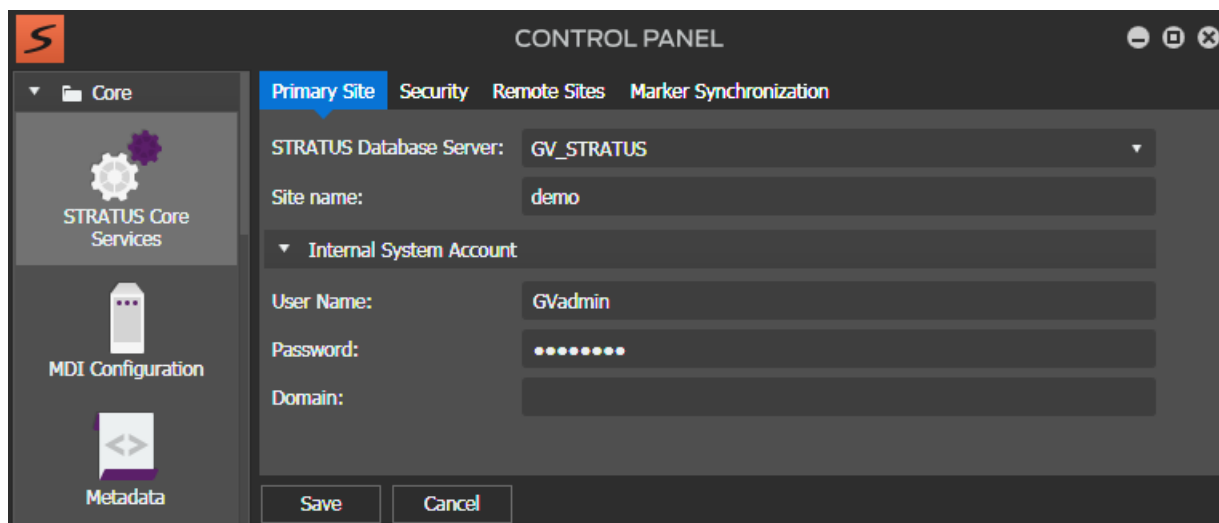 CONTROL PANEL
Core
STRATUS Core
Services
MDI Configuration
Metadata
Primary Site Security Remote Sites Marker Synchronization
STRATUS Database Server: GV_STRATUS
Site name: demo
Internal System Account
User Name: GVadmin
Password: ••••••••
Domain:
Save Cancel